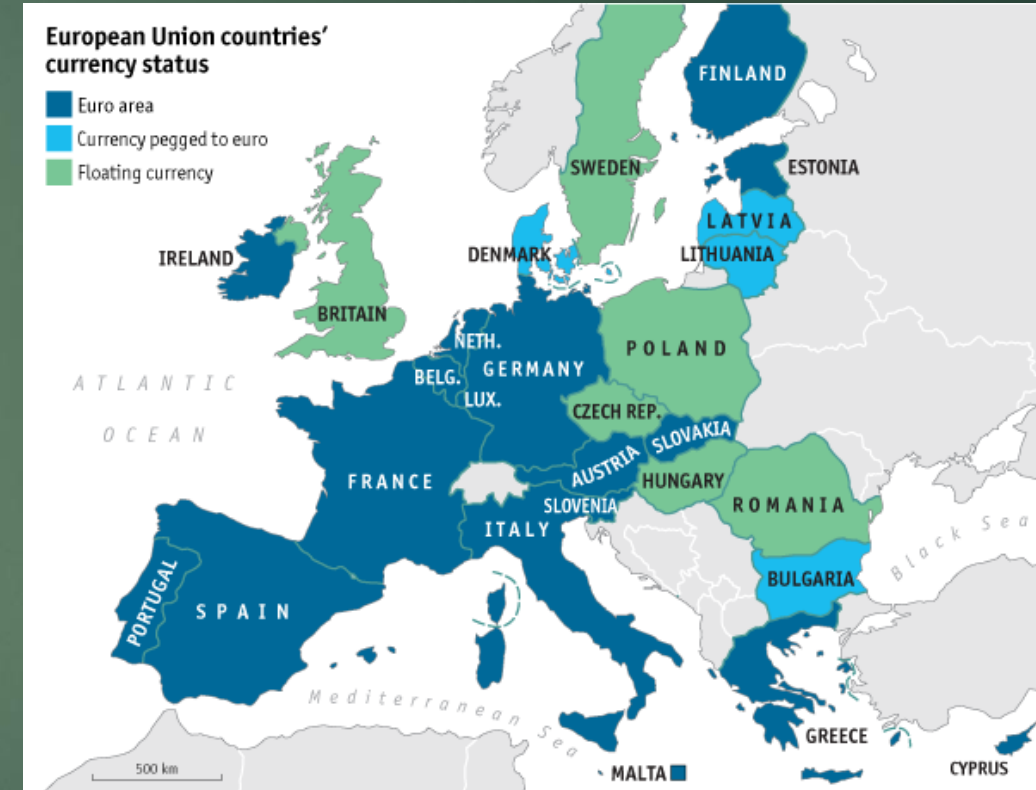 European Union countries'
currency status
Euro area
Currency pegged to euro
Floating currency
FINLAND
SWEDEN
ESTONIA
LATVIA
LITHUANIA
DENMARK
IRELAND
BRITAIN
NETH.
BELG.
LUX.
GERMANY
POLAND
ATLANTIC
OCEAN
CZECH REP.
SLOVAKIA
AUSTRIA
HUNGARY
FRANCE
SLOVENIA
ITALY
ROMANIA
Black Sea
BULGARIA
PORTUGAL
SPAIN
Mediterranean Sea
GREECE
CYPRUS
MALTA
500 km